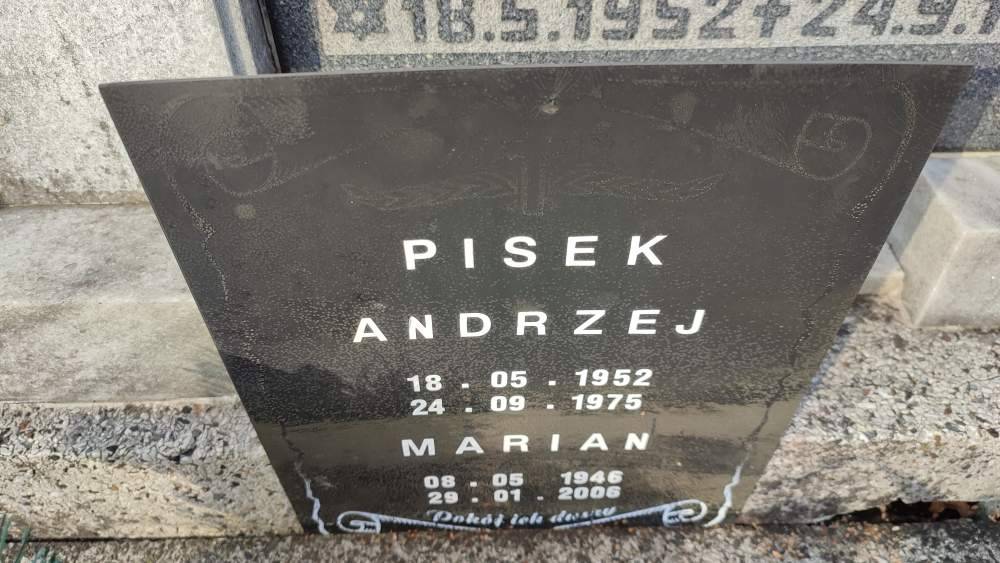 18.5.1952 † 24.9.1
PISEK
ANDRZEJ
18 - 05 - 1952
24 - 09 - 1975
MARIAN
08 - 05 1946
29 - 01 - 2006
Pokój ich duszy